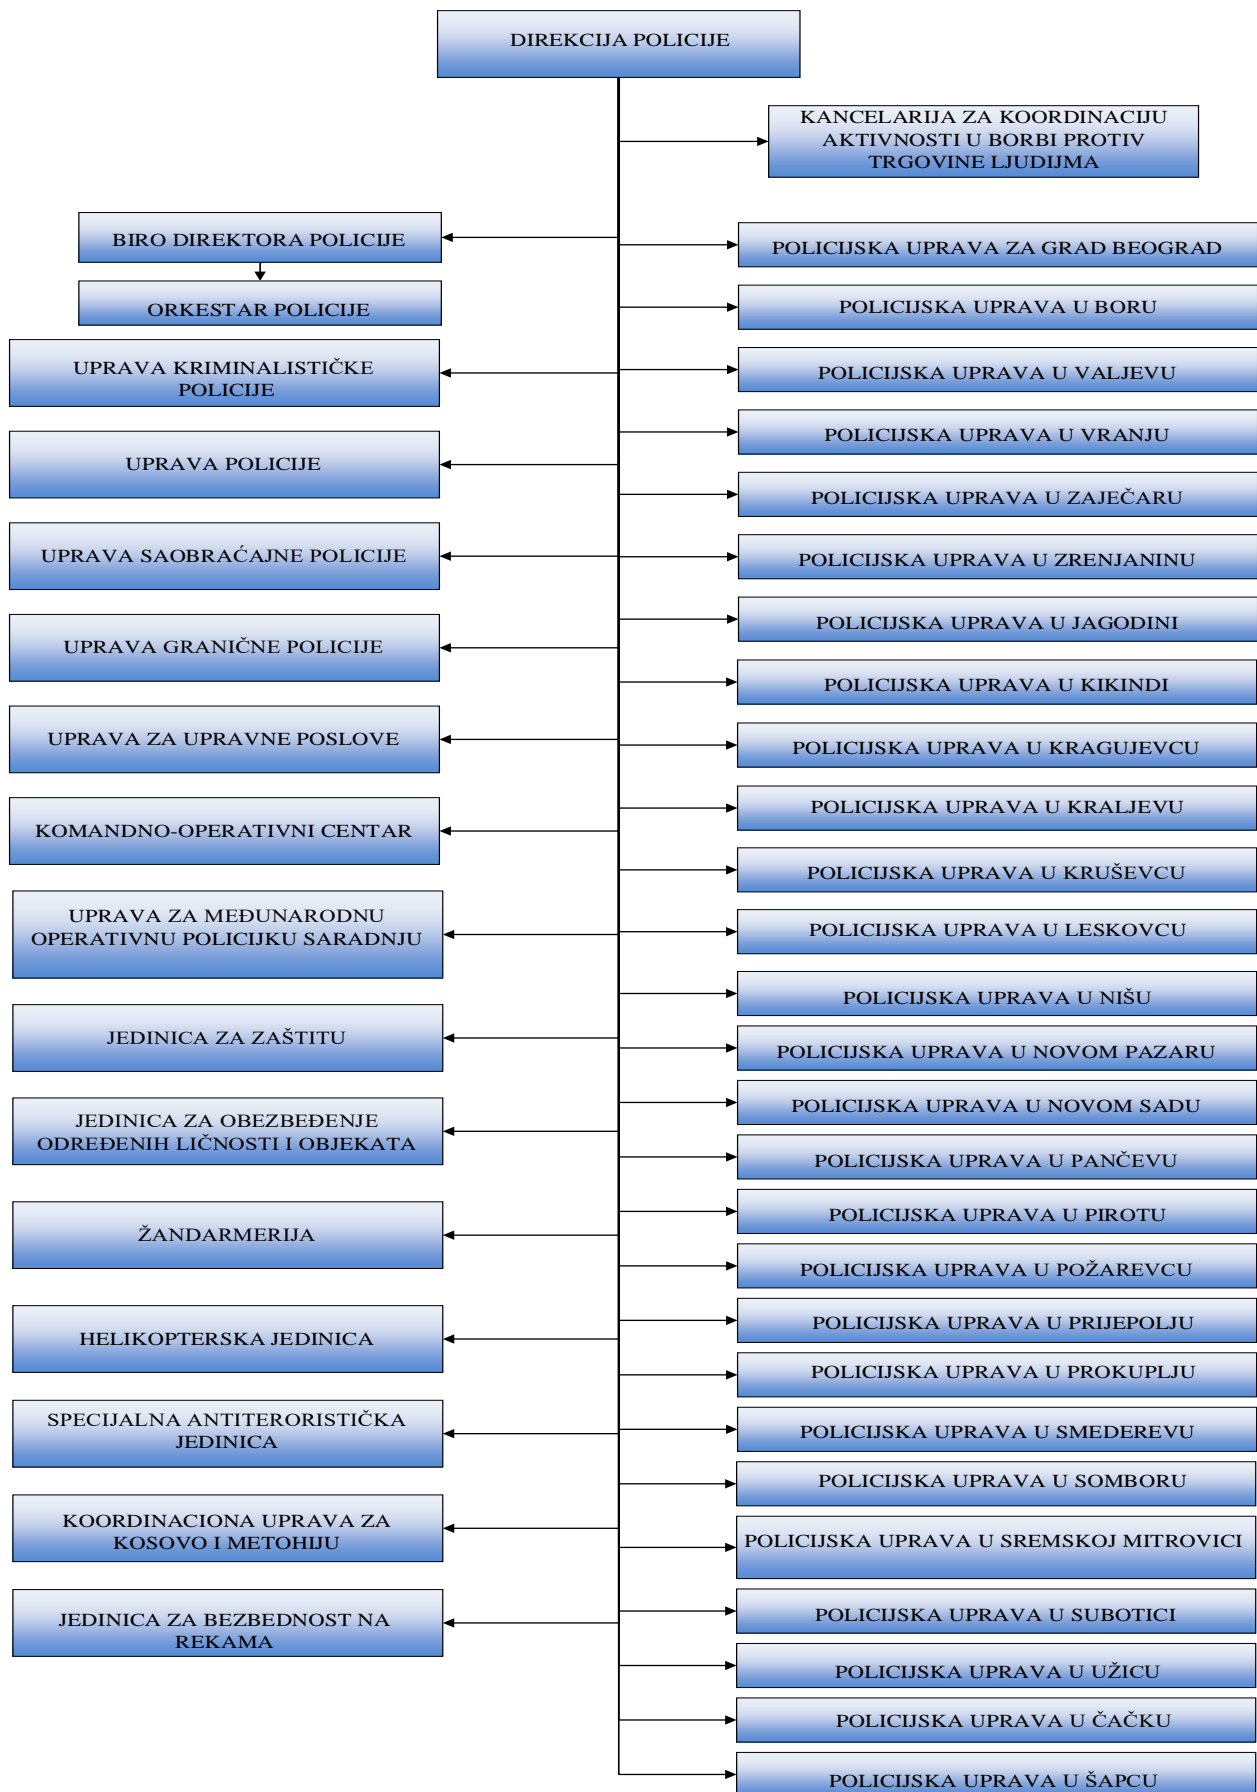 DIREKCIJA POLICIJE
KANCELARIJA ZA KOORDINACIJU
AKTIVNOSTI U BORBI PROTIV
TRGOVINE LJUDIJMA
BIRO DIREKTORA POLICIJE
ORKESTAR POLICIJE
UPRAVA KRIMINALISTIČKE
POLICIJE
UPRAVA POLICIJE
UPRAVA SAOBRAĆAJNE POLICIJE
UPRAVA GRANIČNE POLICIJE
UPRAVA ZA UPRAVNE POSLOVE
KOMANDNO-OPERATIVNI CENTAR
UPRAVA ZA MEĐUNARODNU
OPERATIVNU POLICIJKU SARADNJU
JEDINICA ZA ZAŠTITU
JEDINICA ZA OBEZBEĐENJE
ODREĐENIH LIČNOSTI I OBJEKATA
ŽANDARMERIJA
HELIKOPTERSKA JEDINICA
SPECIJALNA ANTITERORISTIČKA
JEDINICA
KOORDINACIONA UPRAVA ZA
KOSOVO I METOHIJU
JEDINICA ZA BEZBEDNOST NA
REKAMA
POLICIJSKA UPRAVA ZA GRAD BEOGRAD
POLICIJSKA UPRAVA U BORU
POLICIJSKA UPRAVA U VALJEVU
POLICIJSKA UPRAVA U VRANJU
POLICIJSKA UPRAVA U ZAJEČARU
POLICIJSKA UPRAVA U ZRENJANINU
POLICIJSKA UPRAVA U JAGODINI
POLICIJSKA UPRAVA U KIKINDI
POLICIJSKA UPRAVA U KRAGUJEVCU
POLICIJSKA UPRAVA U KRALJEVU
POLICIJSKA UPRAVA U KRUŠEVCU
POLICIJSKA UPRAVA U LESKOVCU
POLICIJSKA UPRAVA U NIŠU
POLICIJSKA UPRAVA U NOVOM PAZARU
POLICIJSKA UPRAVA U NOVOM SADU
POLICIJSKA UPRAVA U PANČEVU
POLICIJSKA UPRAVA U PIROTU
POLICIJSKA UPRAVA U POŽAREVCU
POLICIJSKA UPRAVA U PRIJEPOLJU
POLICIJSKA UPRAVA U PROKUPLJU
POLICIJSKA UPRAVA U SMEDEREVU
POLICIJSKA UPRAVA U SOMBORU
POLICIJSKA UPRAVA U SREMSKOJ MITROVICI
POLICIJSKA UPRAVA U SUBOTICI
POLICIJSKA UPRAVA U UŽICU
POLICIJSKA UPRAVA U ČAČKU
POLICIJSKA UPRAVA U ŠAPCU